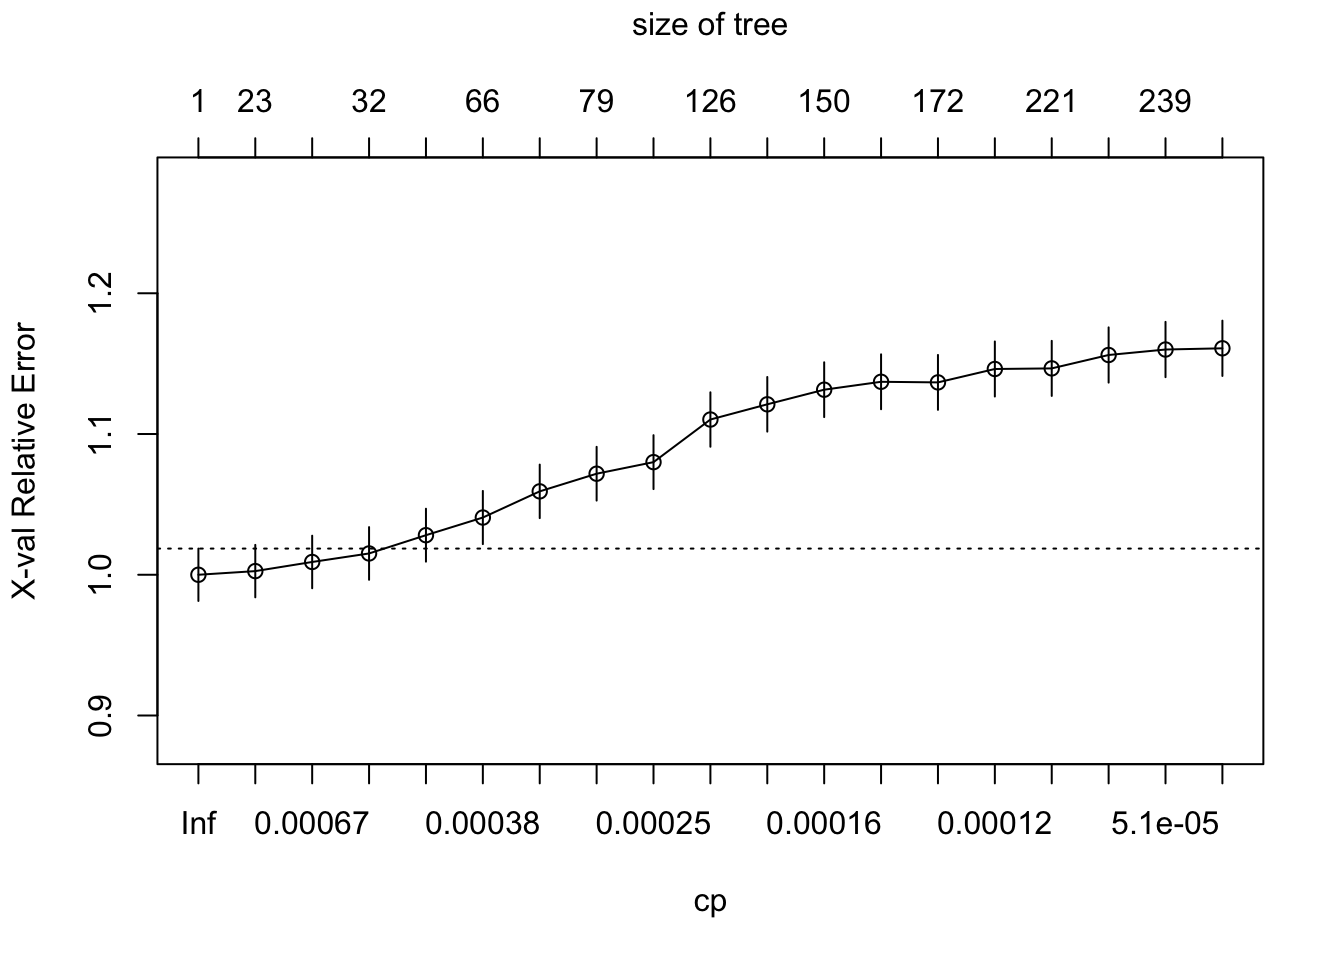 size of tree
1 23 32 66 79 126 150 172 221 239
X-val Relative Error
1.2
1.1
1.0
0.9
Inf 0.00067 0.00038 0.00025 0.00016 0.00012 5.1e-05
cp